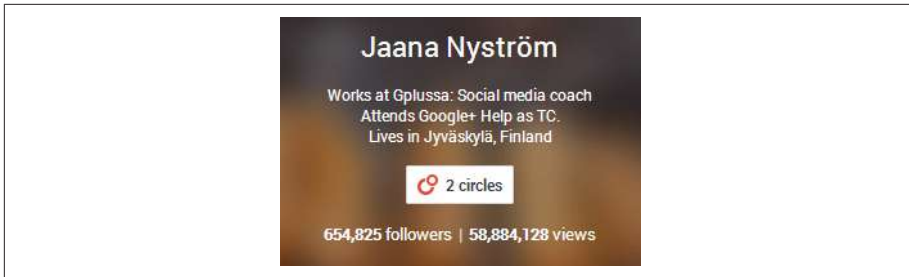 Jaana Nyström
Works at Gplussa: Social media coach
Attends Google+ Help as TC.
Lives in Jyväskylä, Finland
2 circles
654,825 followers | 58,884,128 views